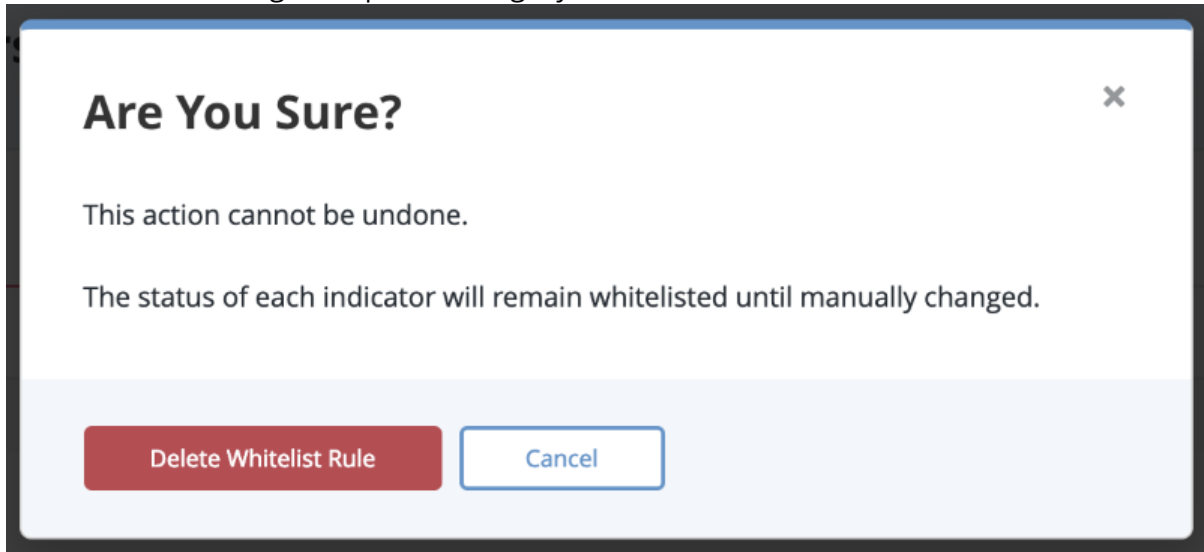 Are You Sure?
This action cannot be undone.
The status of each indicator will remain whitelisted until manually changed.
Delete Whitelist Rule
Cancel